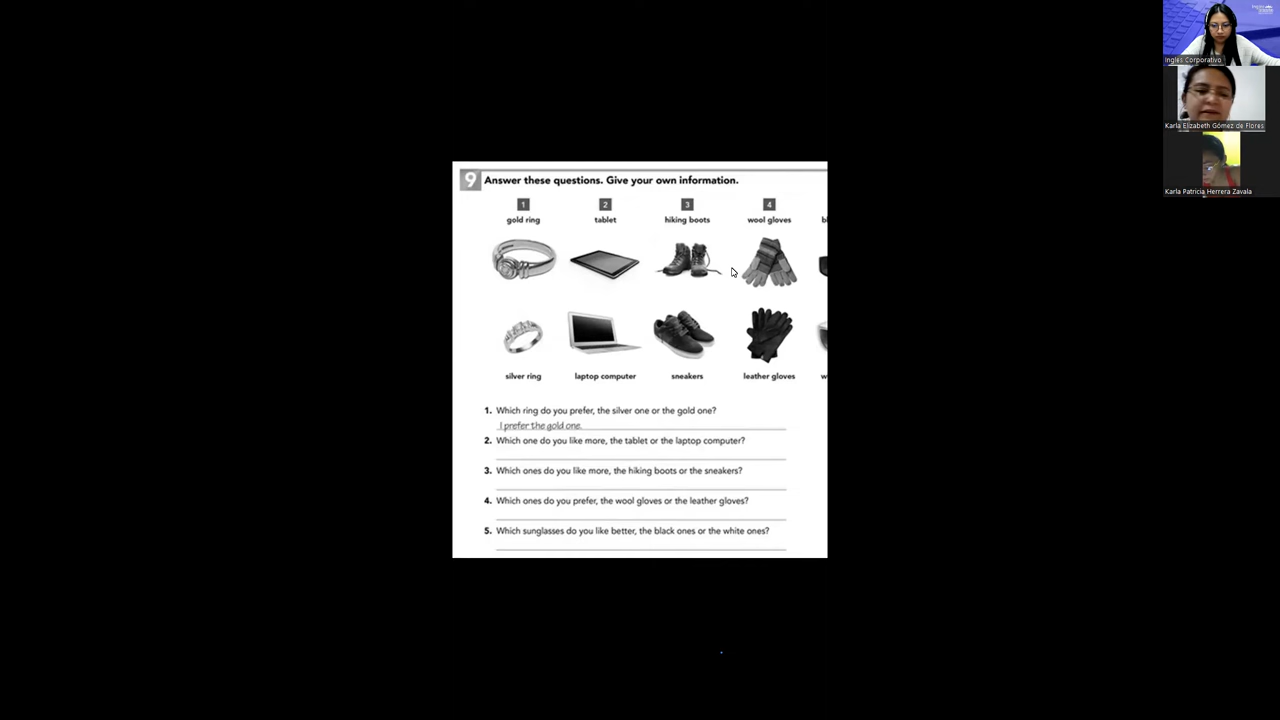 Ingles Corporativo
Karla Elizabeth Gómez de Flores
Karla Patricia Herrera Zavala
9 Answer these questions. Give your own information.
1 2 3 4
gold ring tablet hiking boots wool gloves bl
silver ring laptop computer sneakers leather gloves w
1. Which ring do you prefer, the silver one or the gold one?
I prefer the gold one.
2. Which one do you like more, the tablet or the laptop computer?
3. Which ones do you like more, the hiking boots or the sneakers?
4. Which ones do you prefer, the wool gloves or the leather gloves?
5. Which sunglasses do you like better, the black ones or the white ones?